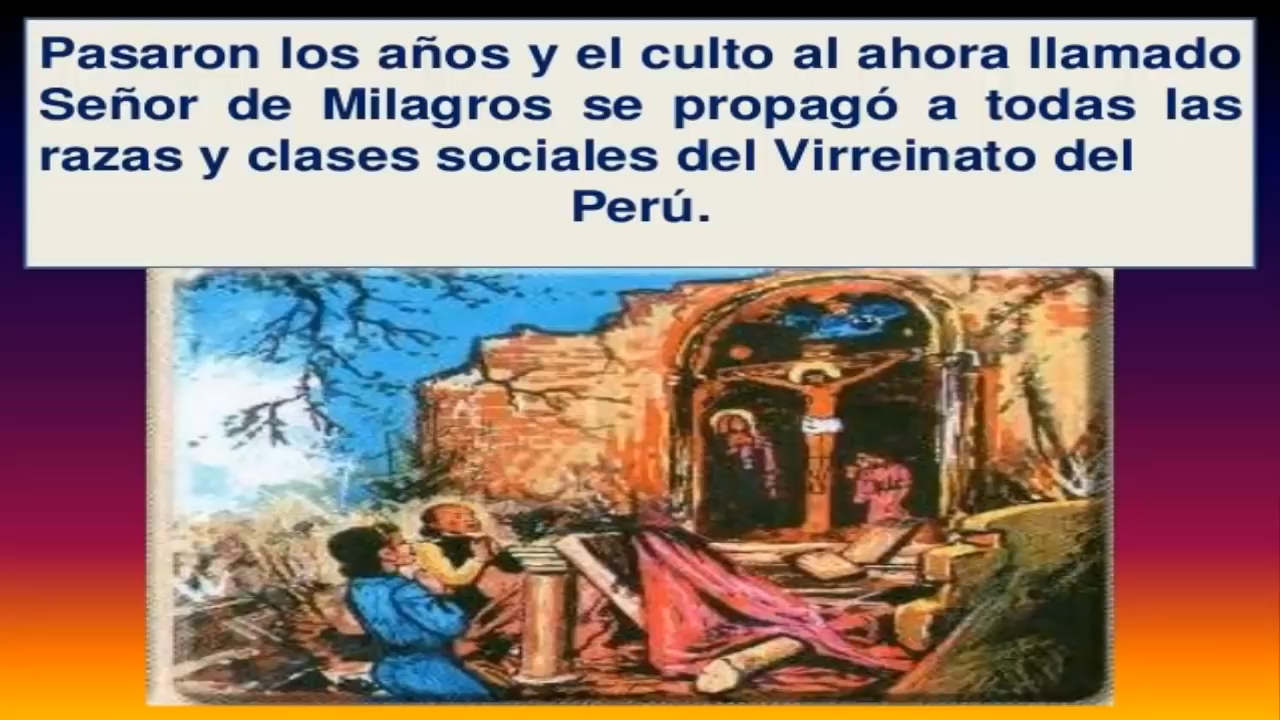 Pasaron los años y el culto al ahora llamado
Señor de Milagros se propagó a todas las
razas y clases sociales del Virreinato del
Perú.